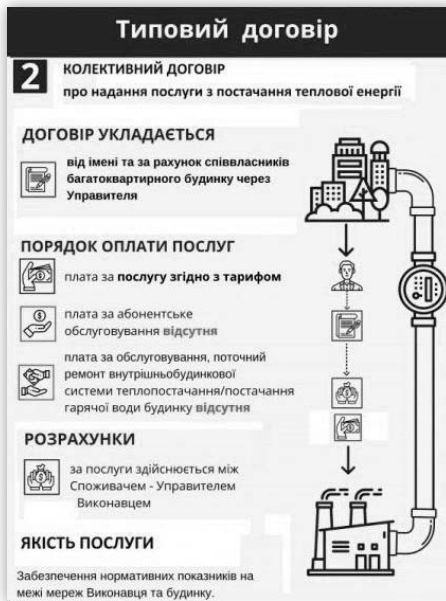 Типовий договір
2
КОЛЕКТИВНИЙ ДОГОВІР
про надання послуги з постачання теплової енергії
ДОГОВІР УКЛАДАЄТЬСЯ
від імені та за рахунок співвласників
багатоквартирного будинку через
Управителя
ПОРЯДОК ОПЛАТИ ПОСЛУГ
плата за послугу згідно з тарифом
плата за абонентське
обслуговування відсутня
плата за обслуговування, поточний
ремонт внутрішньобудинкової
системи теплопостачання/постачання
гарячої води будинку відсутня
РОЗРАХУНКИ
за послуги здійснюється між
Споживачем - Управителем
Виконавцем
ЯКІСТЬ ПОСЛУГИ
Забезпечення нормативних показників на
межі мереж Виконавця та будинку.